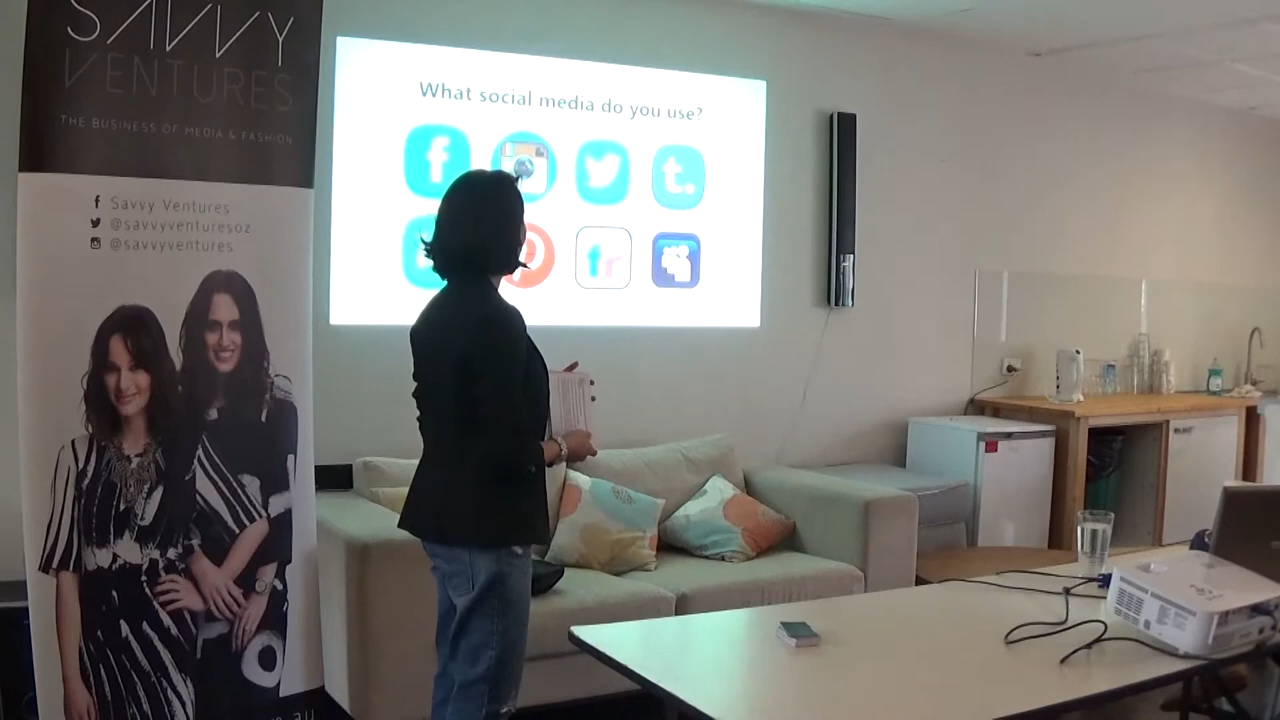 SAVVY
VENTURES
THE BUSINESS OF MEDIA & FASHION
f Savvy Ventures
@savvyventuresoz
@savvyventures
What social media do you use?
f
t.